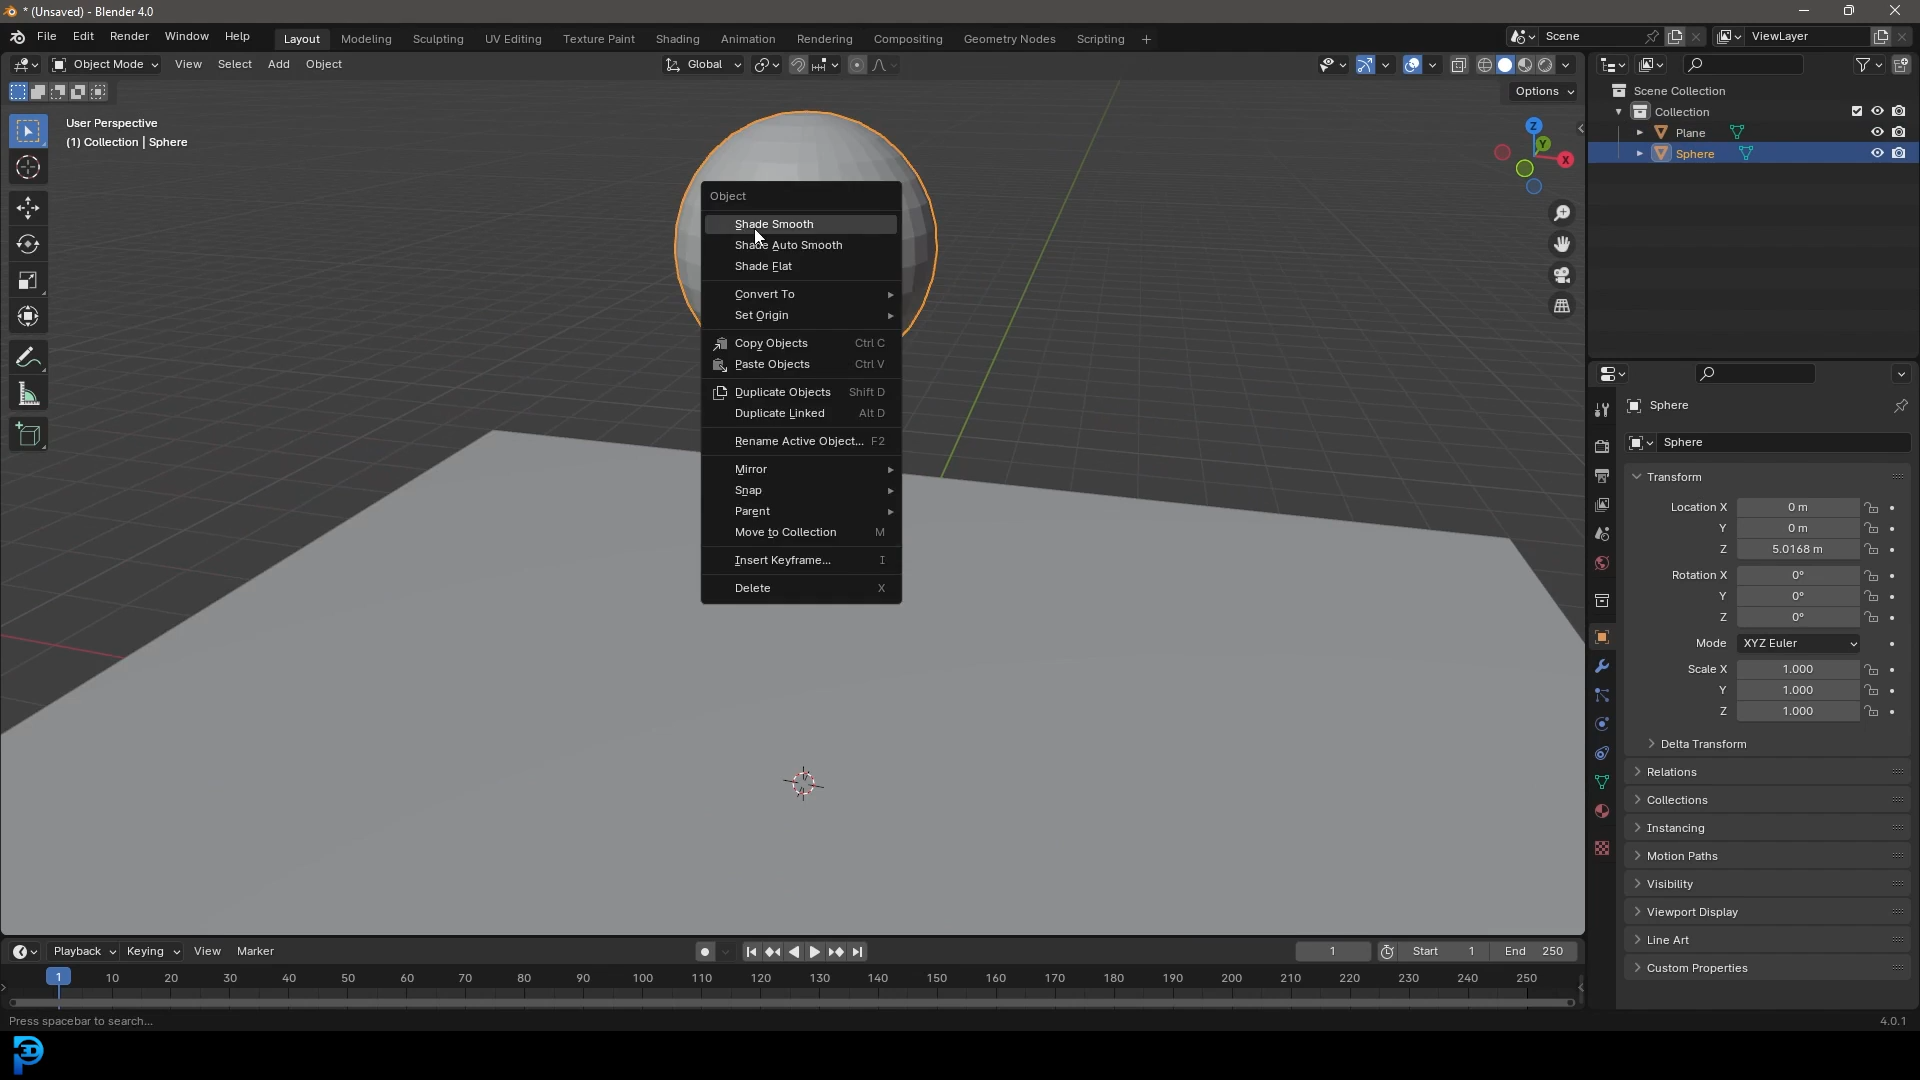 * (Unsaved) - Blender 4.0
File Edit Render Window Help Layout Modeling Sculpting UV Editing Texture Paint Shading Animation Rendering Compositing Geometry Nodes Scripting + Scene ViewLayer
Object Mode View Select Add Object Global
Options
User Perspective
(1) Collection | Sphere
Z
Y
X
Scene Collection
Collection
Plane
Sphere
Object
Shade Smooth
Shade Auto Smooth
Shade Flat
Convert To
Set Origin
Copy Objects Ctrl C
Paste Objects Ctrl V
Duplicate Objects Shift D
Duplicate Linked Alt D
Rename Active Object... F2
Mirror
Snap
Parent
Move to Collection M
Insert Keyframe... I
Delete X
Sphere
Sphere
Transform
Location X 0 m
Y 0 m
Z 5.0168 m
Rotation X 0°
Y 0°
Z 0°
Mode XYZ Euler
Scale X 1.000
Y 1.000
Z 1.000
Delta Transform
Relations
Collections
Instancing
Motion Paths
Visibility
Viewport Display
Line Art
Custom Properties
Playback Keying View Marker 1 Start 1 End 250
1 10 20 30 40 50 60 70 80 90 100 110 120 130 140 150 160 170 180 190 200 210 220 230 240 250
Press spacebar to search... 4.0.1
P3D